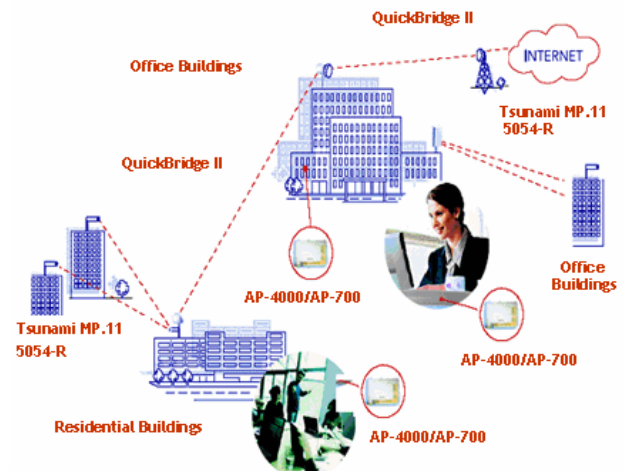 QuickBridge II
INTERNET
Office Buildings
Tsunami MP.11
5054-R
QuickBridge II
Office
Buildings
AP-4000/AP-700
Tsunami MP.11
5054-R
AP-4000/AP-700
Residential Buildings
AP-4000/AP-700